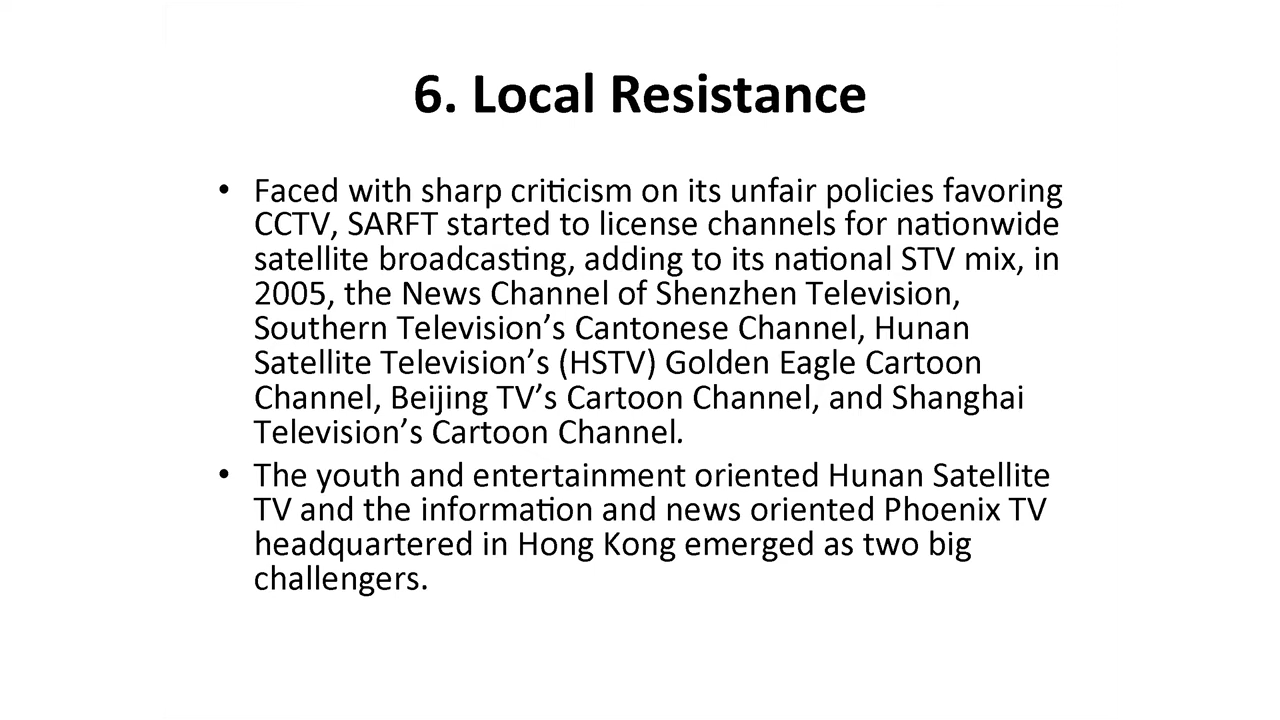 6. Local Resistance
• Faced with sharp criticism on its unfair policies favoring
CCTV, SARFT started to license channels for nationwide
satellite broadcasting, adding to its national STV mix, in
2005, the News Channel of Shenzhen Television,
Southern Television’s Cantonese Channel, Hunan
Satellite Television’s (HSTV) Golden Eagle Cartoon
Channel, Beijing TV’s Cartoon Channel, and Shanghai
Television’s Cartoon Channel.
• The youth and entertainment oriented Hunan Satellite
TV and the information and news oriented Phoenix TV
headquartered in Hong Kong emerged as two big
challengers.